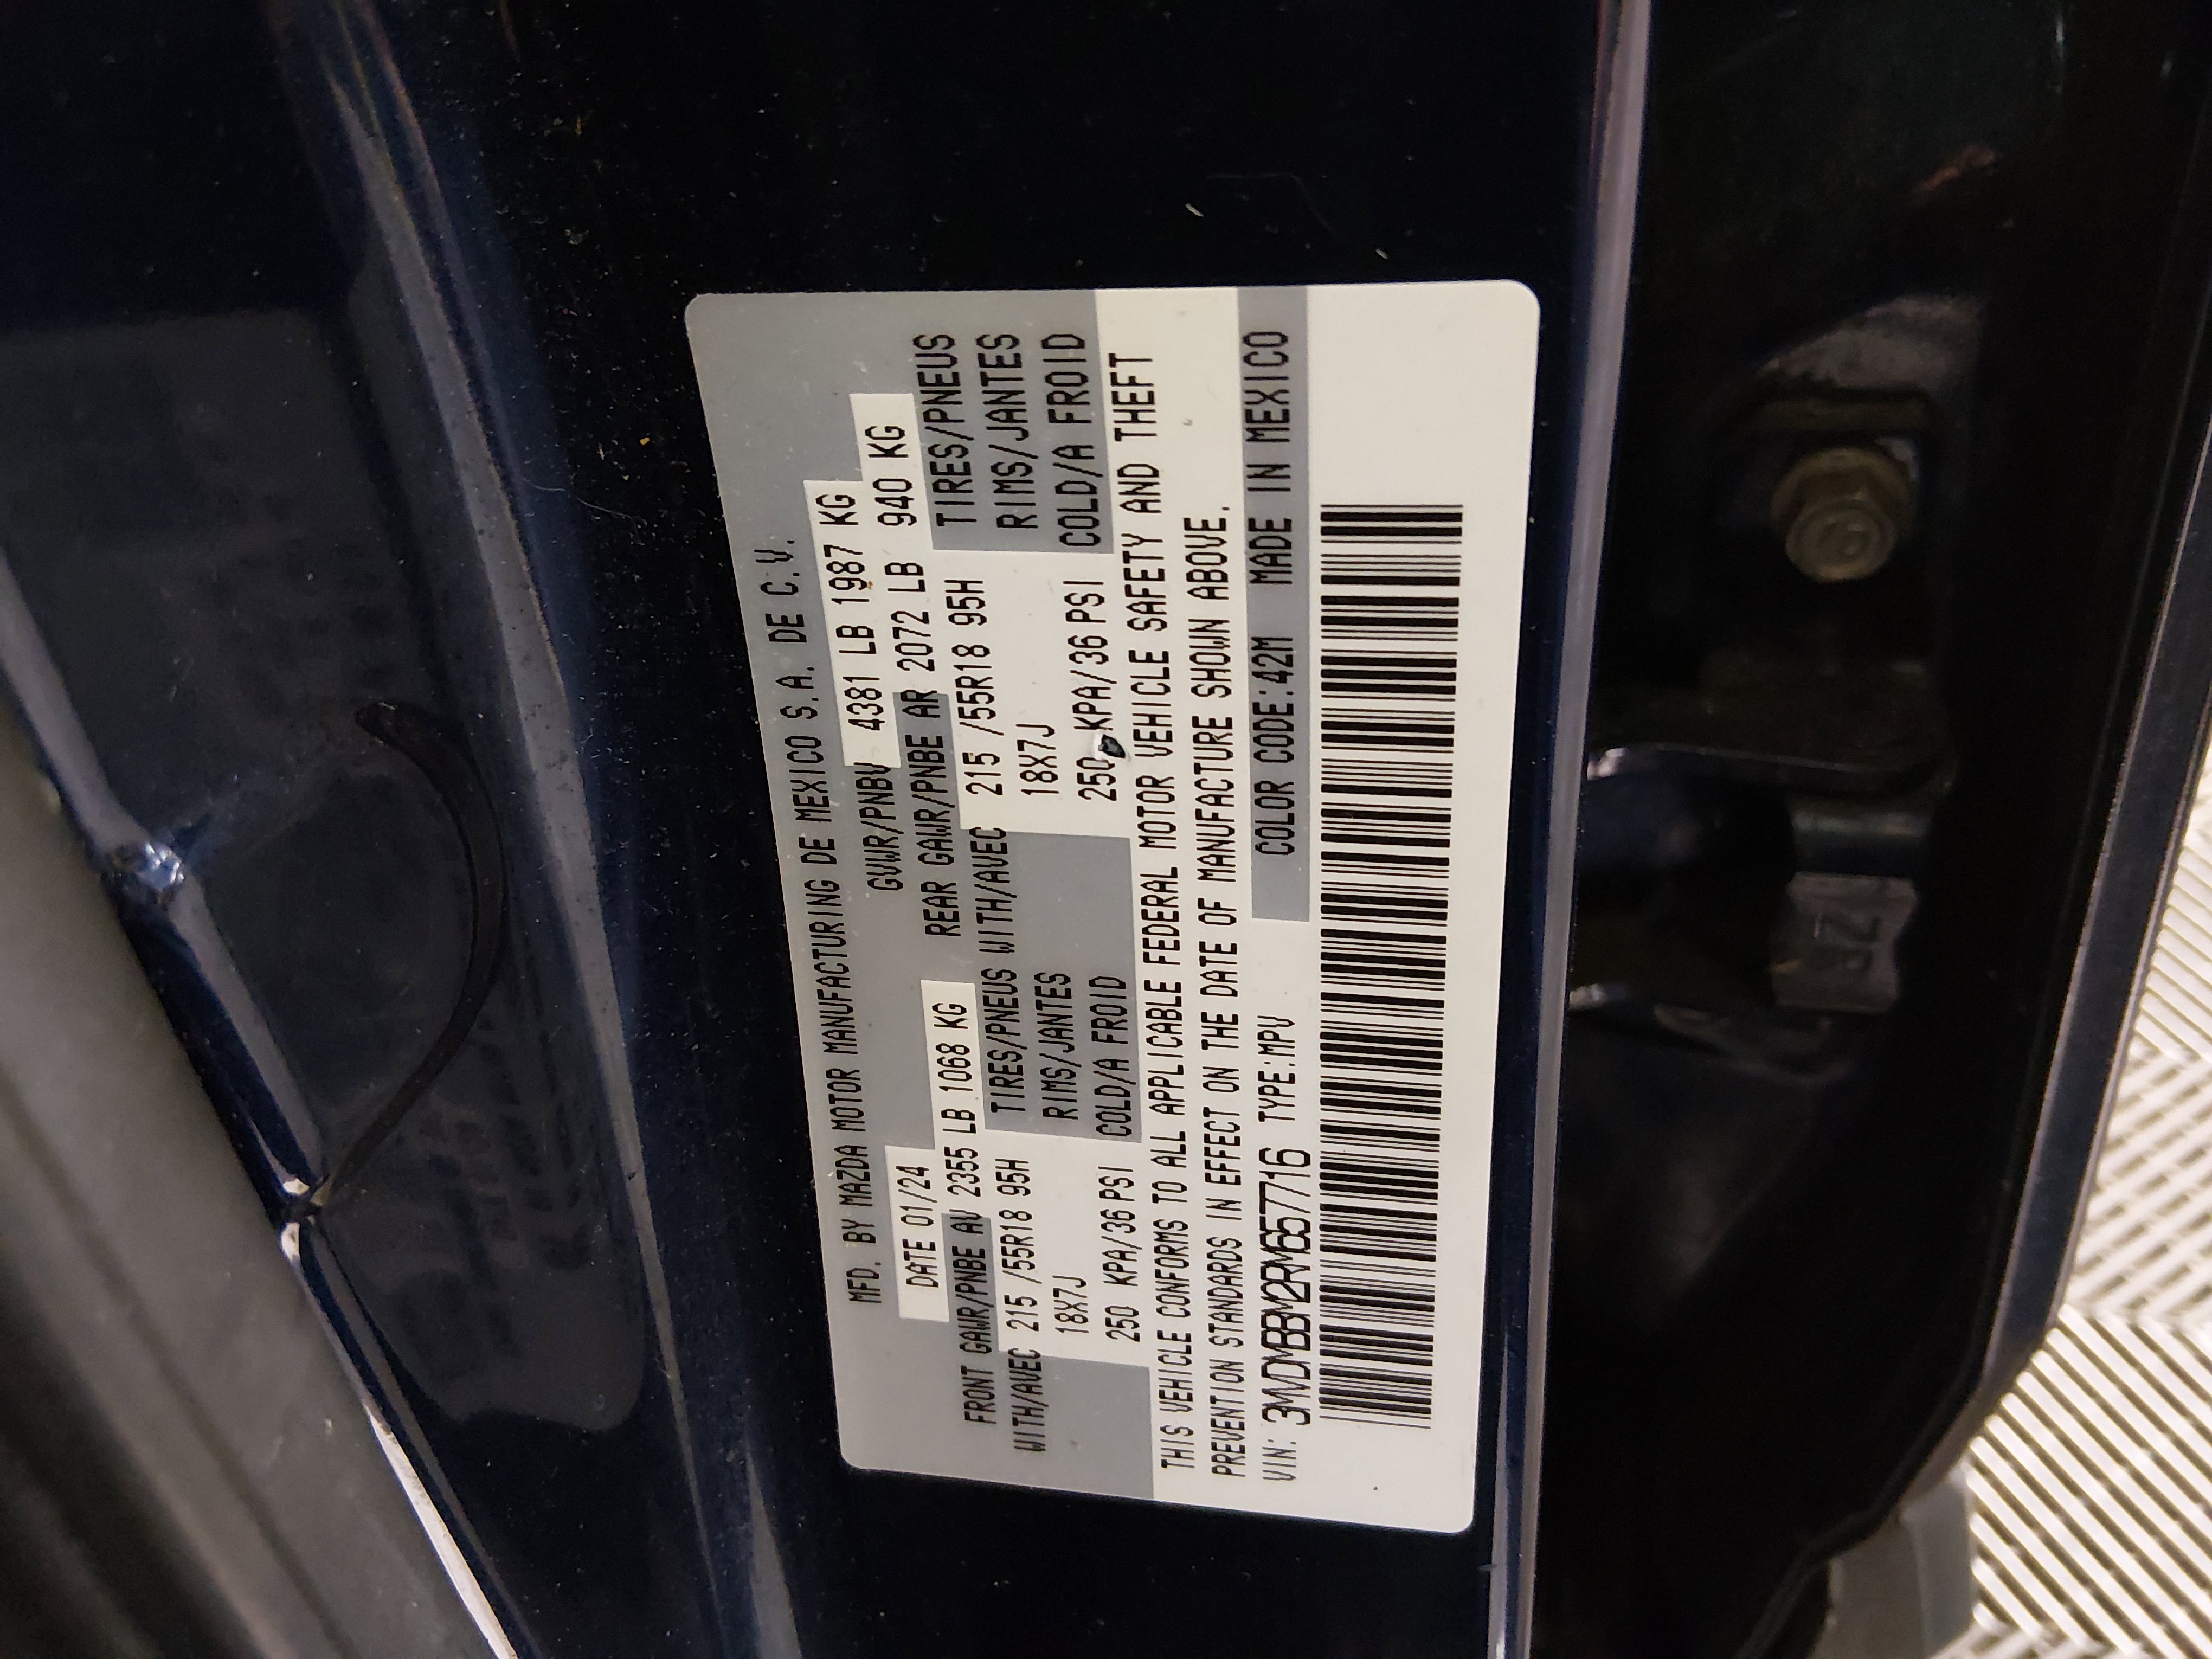 MFD. BY MAZDA MOTOR MANUFACTURING DE MEXICO S.A. DE C.V.
DATE 01/24 GVWR/PNBV 4381 LB 1987 KG
FRONT GAWR/PNBE AV 2355 LB 1068 KG REAR GAWR/PNBE AR 2072 LB 940 KG
WITH/AVEC 215 /55R18 95H TIRES/PNEUS WITH/AVEC 215 /55R18 95H TIRES/PNEUS
18X7J RIMS/JANTES 18X7J RIMS/JANTES
250 KPA/36 PSI COLD/A FROID 250 KPA/36 PSI COLD/A FROID
THIS VEHICLE CONFORMS TO ALL APPLICABLE FEDERAL MOTOR VEHICLE SAFETY AND THEFT
PREVENTION STANDARDS IN EFFECT ON THE DATE OF MANUFACTURE SHOWN ABOVE.
VIN: 3MVDMBBM2RM657716 TYPE:MPV COLOR CODE:42M MADE IN MEXICO